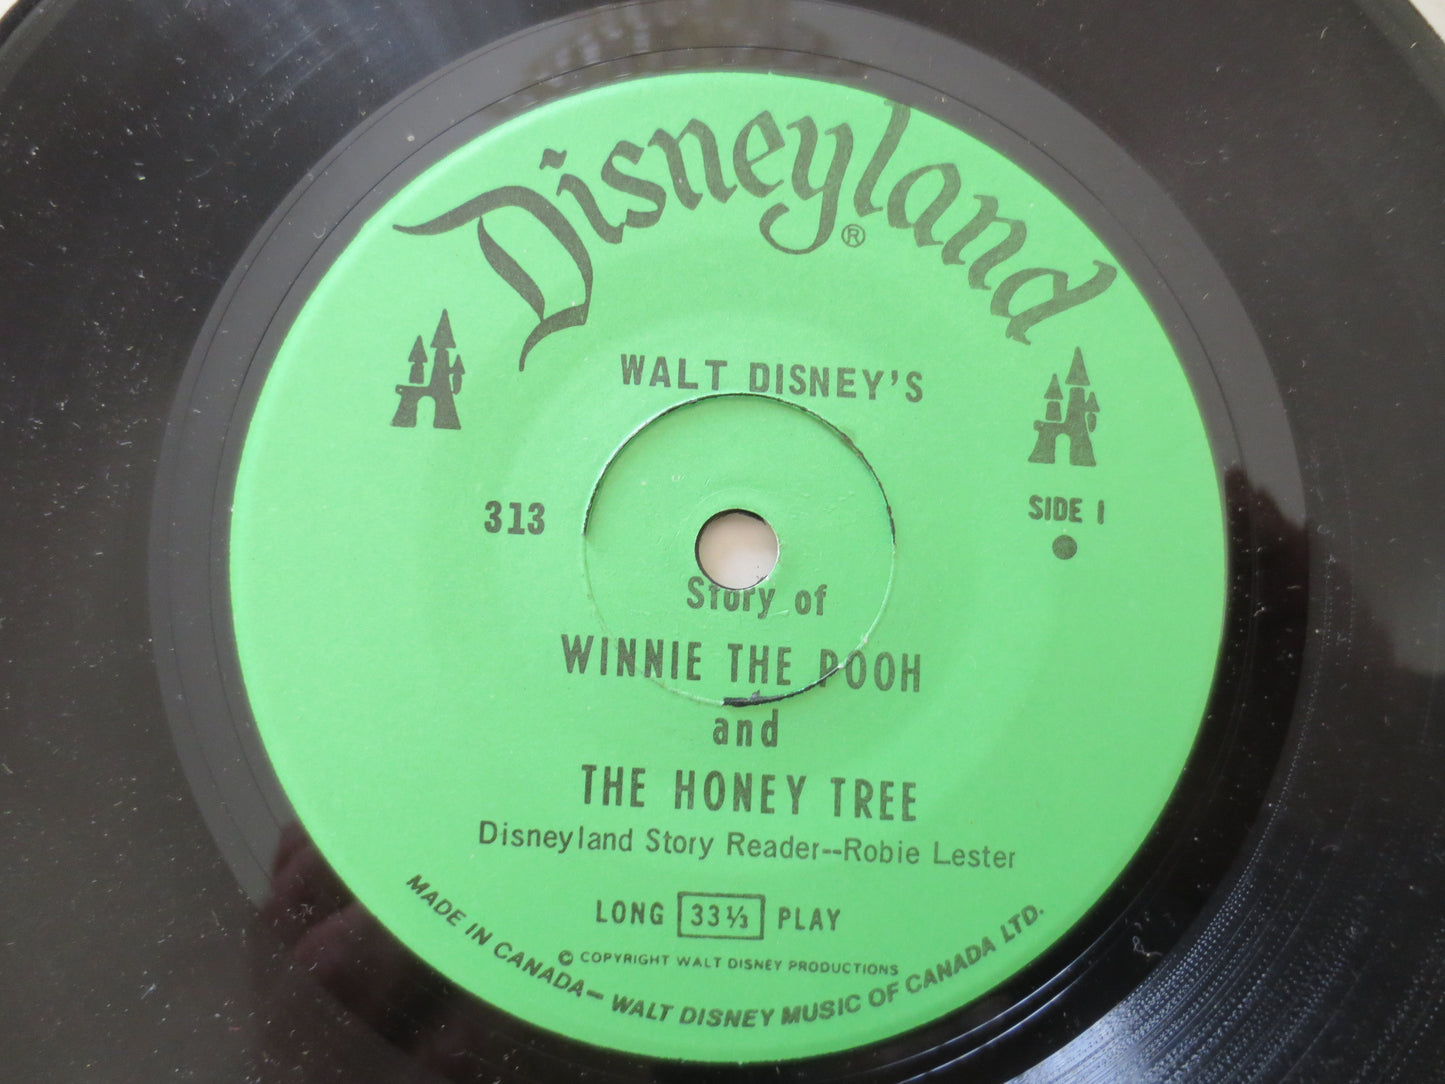 Disneyland®
WALT DISNEY'S
313
SIDE 1
Story of
WINNIE THE POOH
and
THE HONEY TREE
Disneyland Story Reader--Robie Lester
LONG 33⅓ PLAY
© COPYRIGHT WALT DISNEY PRODUCTIONS
MADE IN CANADA— WALT DISNEY MUSIC OF CANADA LTD.